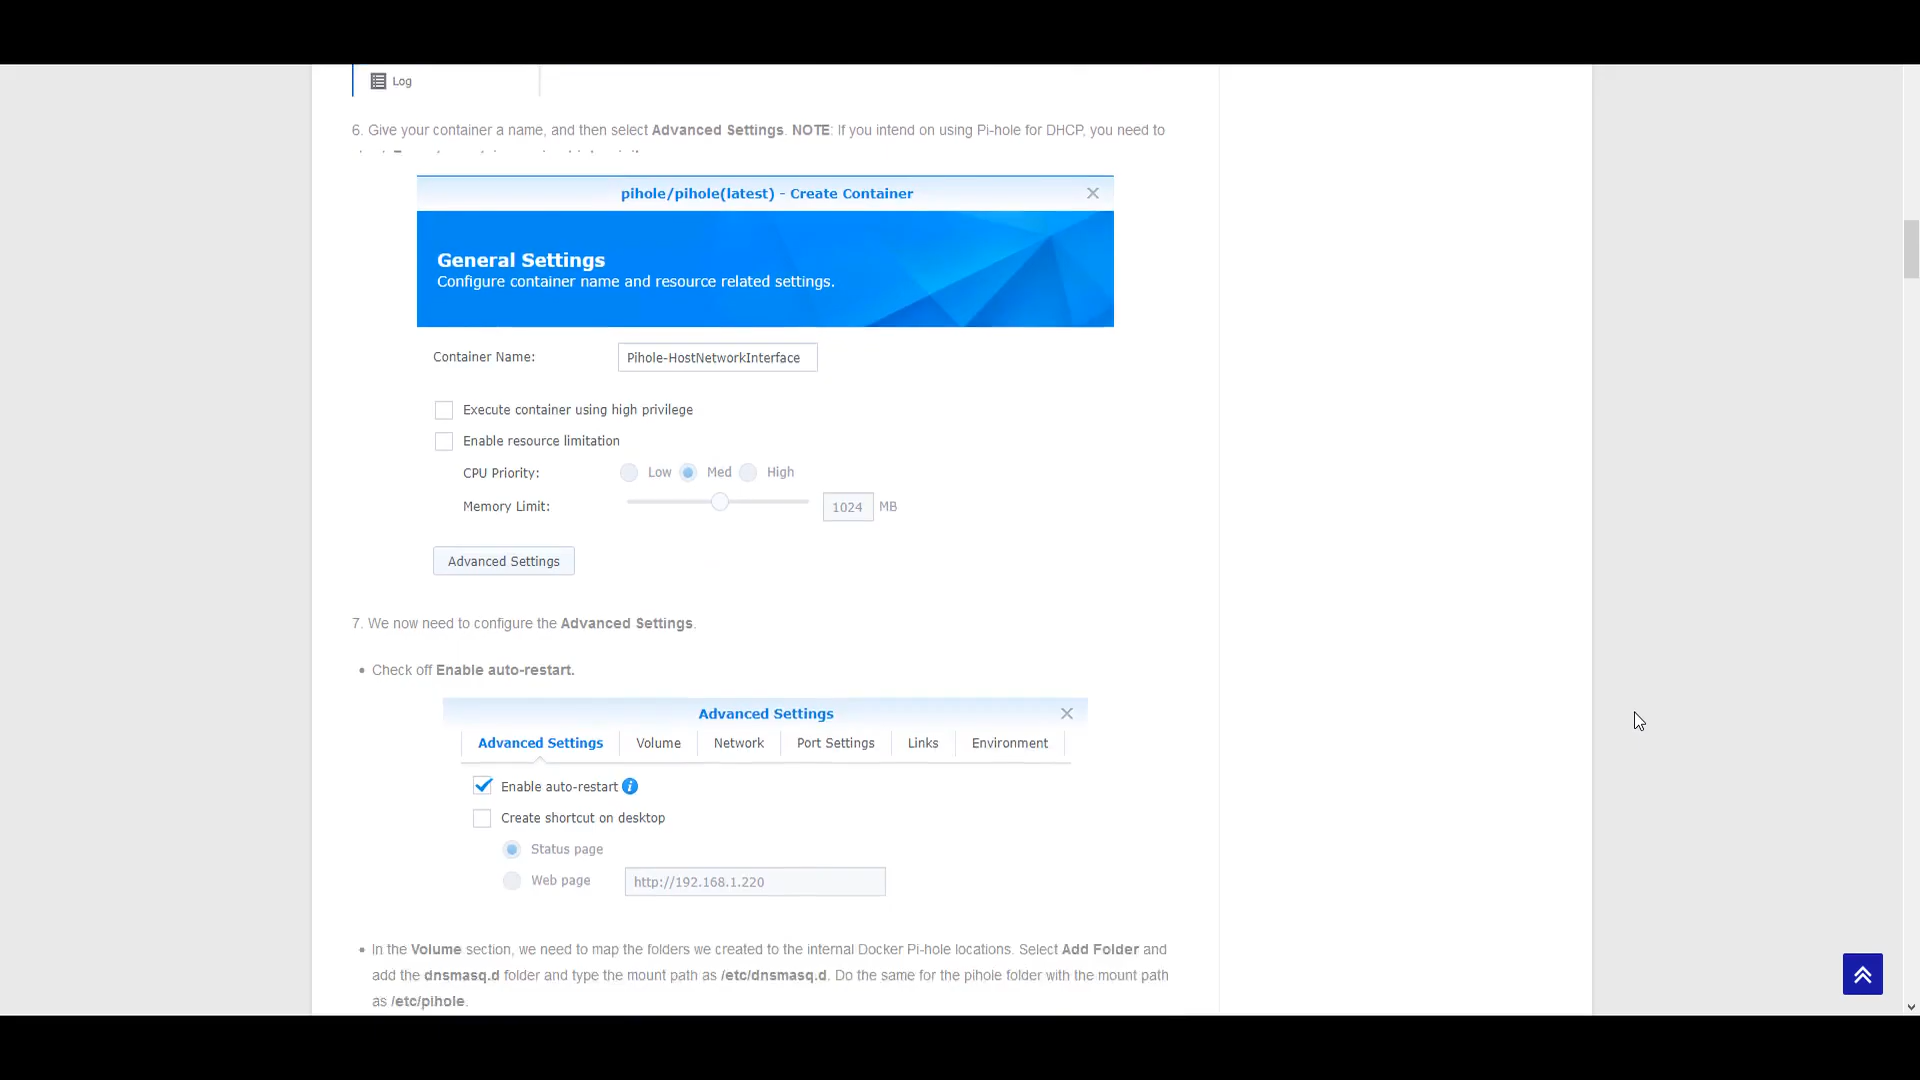 Log
6. Give your container a name, and then select Advanced Settings. NOTE: If you intend on using Pi-hole for DHCP, you need to
pihole/pihole(latest) - Create Container
General Settings
Configure container name and resource related settings.
Container Name: Pihole-HostNetworkInterface
Execute container using high privilege
Enable resource limitation
CPU Priority: Low Med High
Memory Limit: 1024 MB
Advanced Settings
7. We now need to configure the Advanced Settings.
• Check off Enable auto-restart.
Advanced Settings
Advanced Settings Volume Network Port Settings Links Environment
Enable auto-restart i
Create shortcut on desktop
Status page
Web page http://192.168.1.220
• In the Volume section, we need to map the folders we created to the internal Docker Pi-hole locations. Select Add Folder and
add the dnsmasq.d folder and type the mount path as /etc/dnsmasq.d. Do the same for the pihole folder with the mount path
as /etc/pihole.